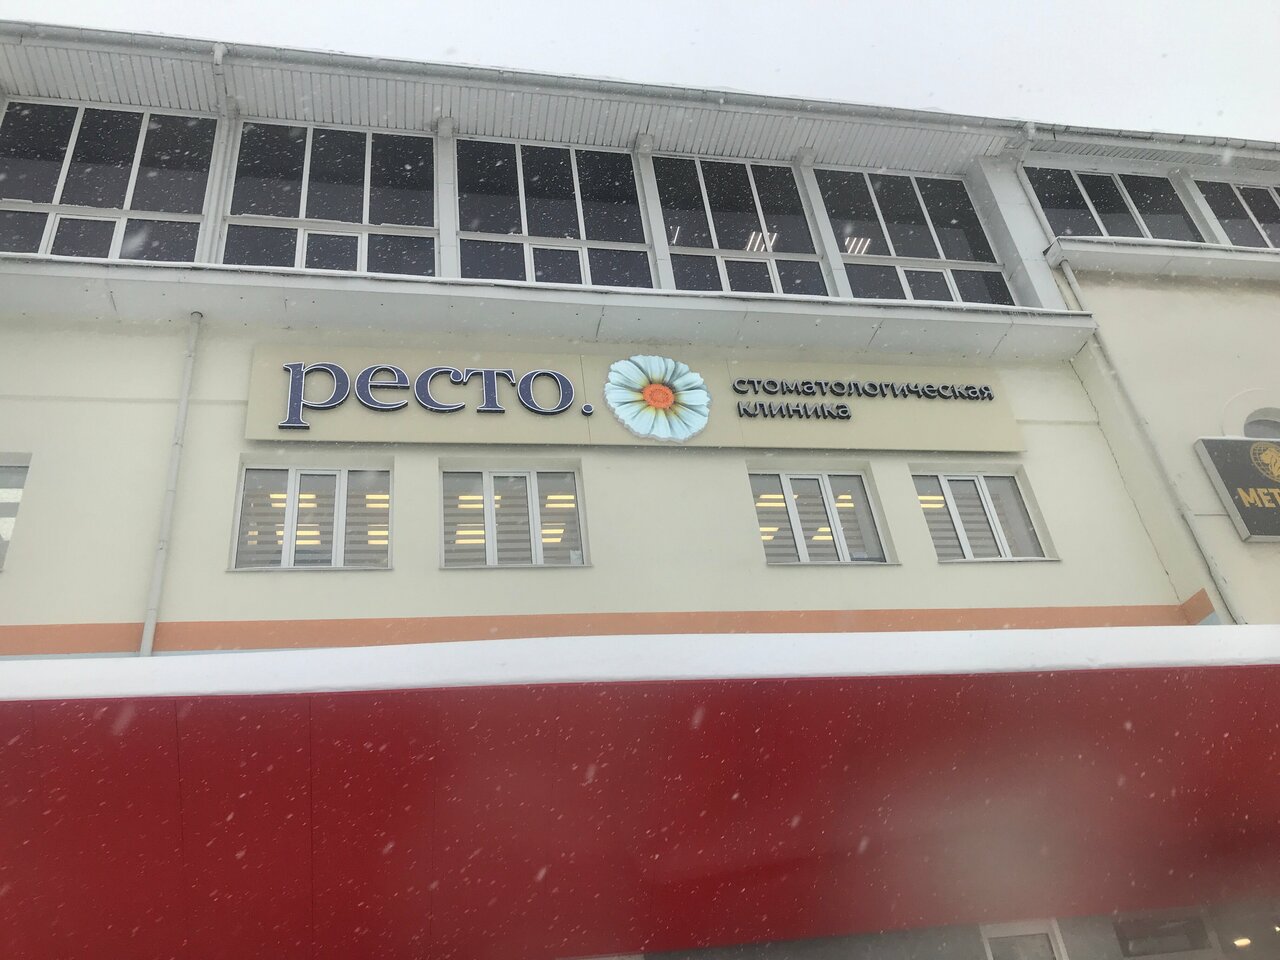 ресто.
стоматологическая
клиника